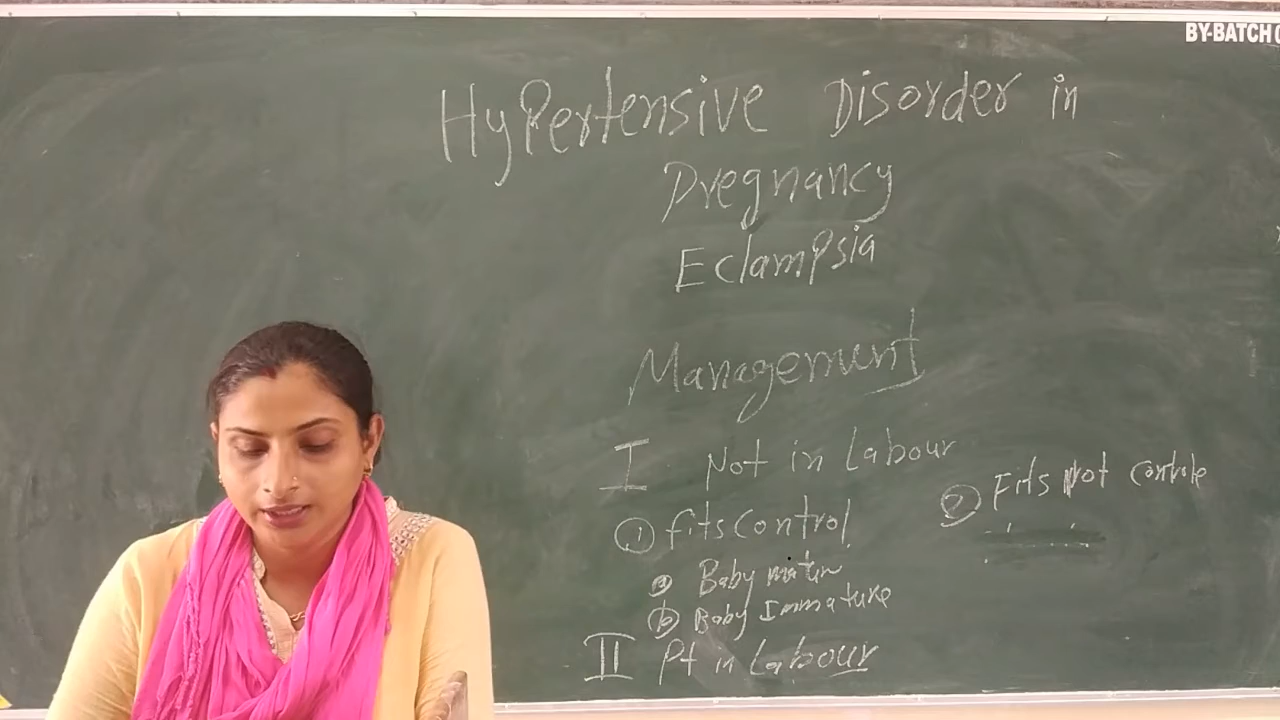 BY-BATCH
Hypertensive Disorder in
Pregnancy
Eclampsia
Management
I Not in Labour
① fits control
② Fits Not controle
ⓐ Baby matur
ⓑ Baby Immature
II Pt in Labour